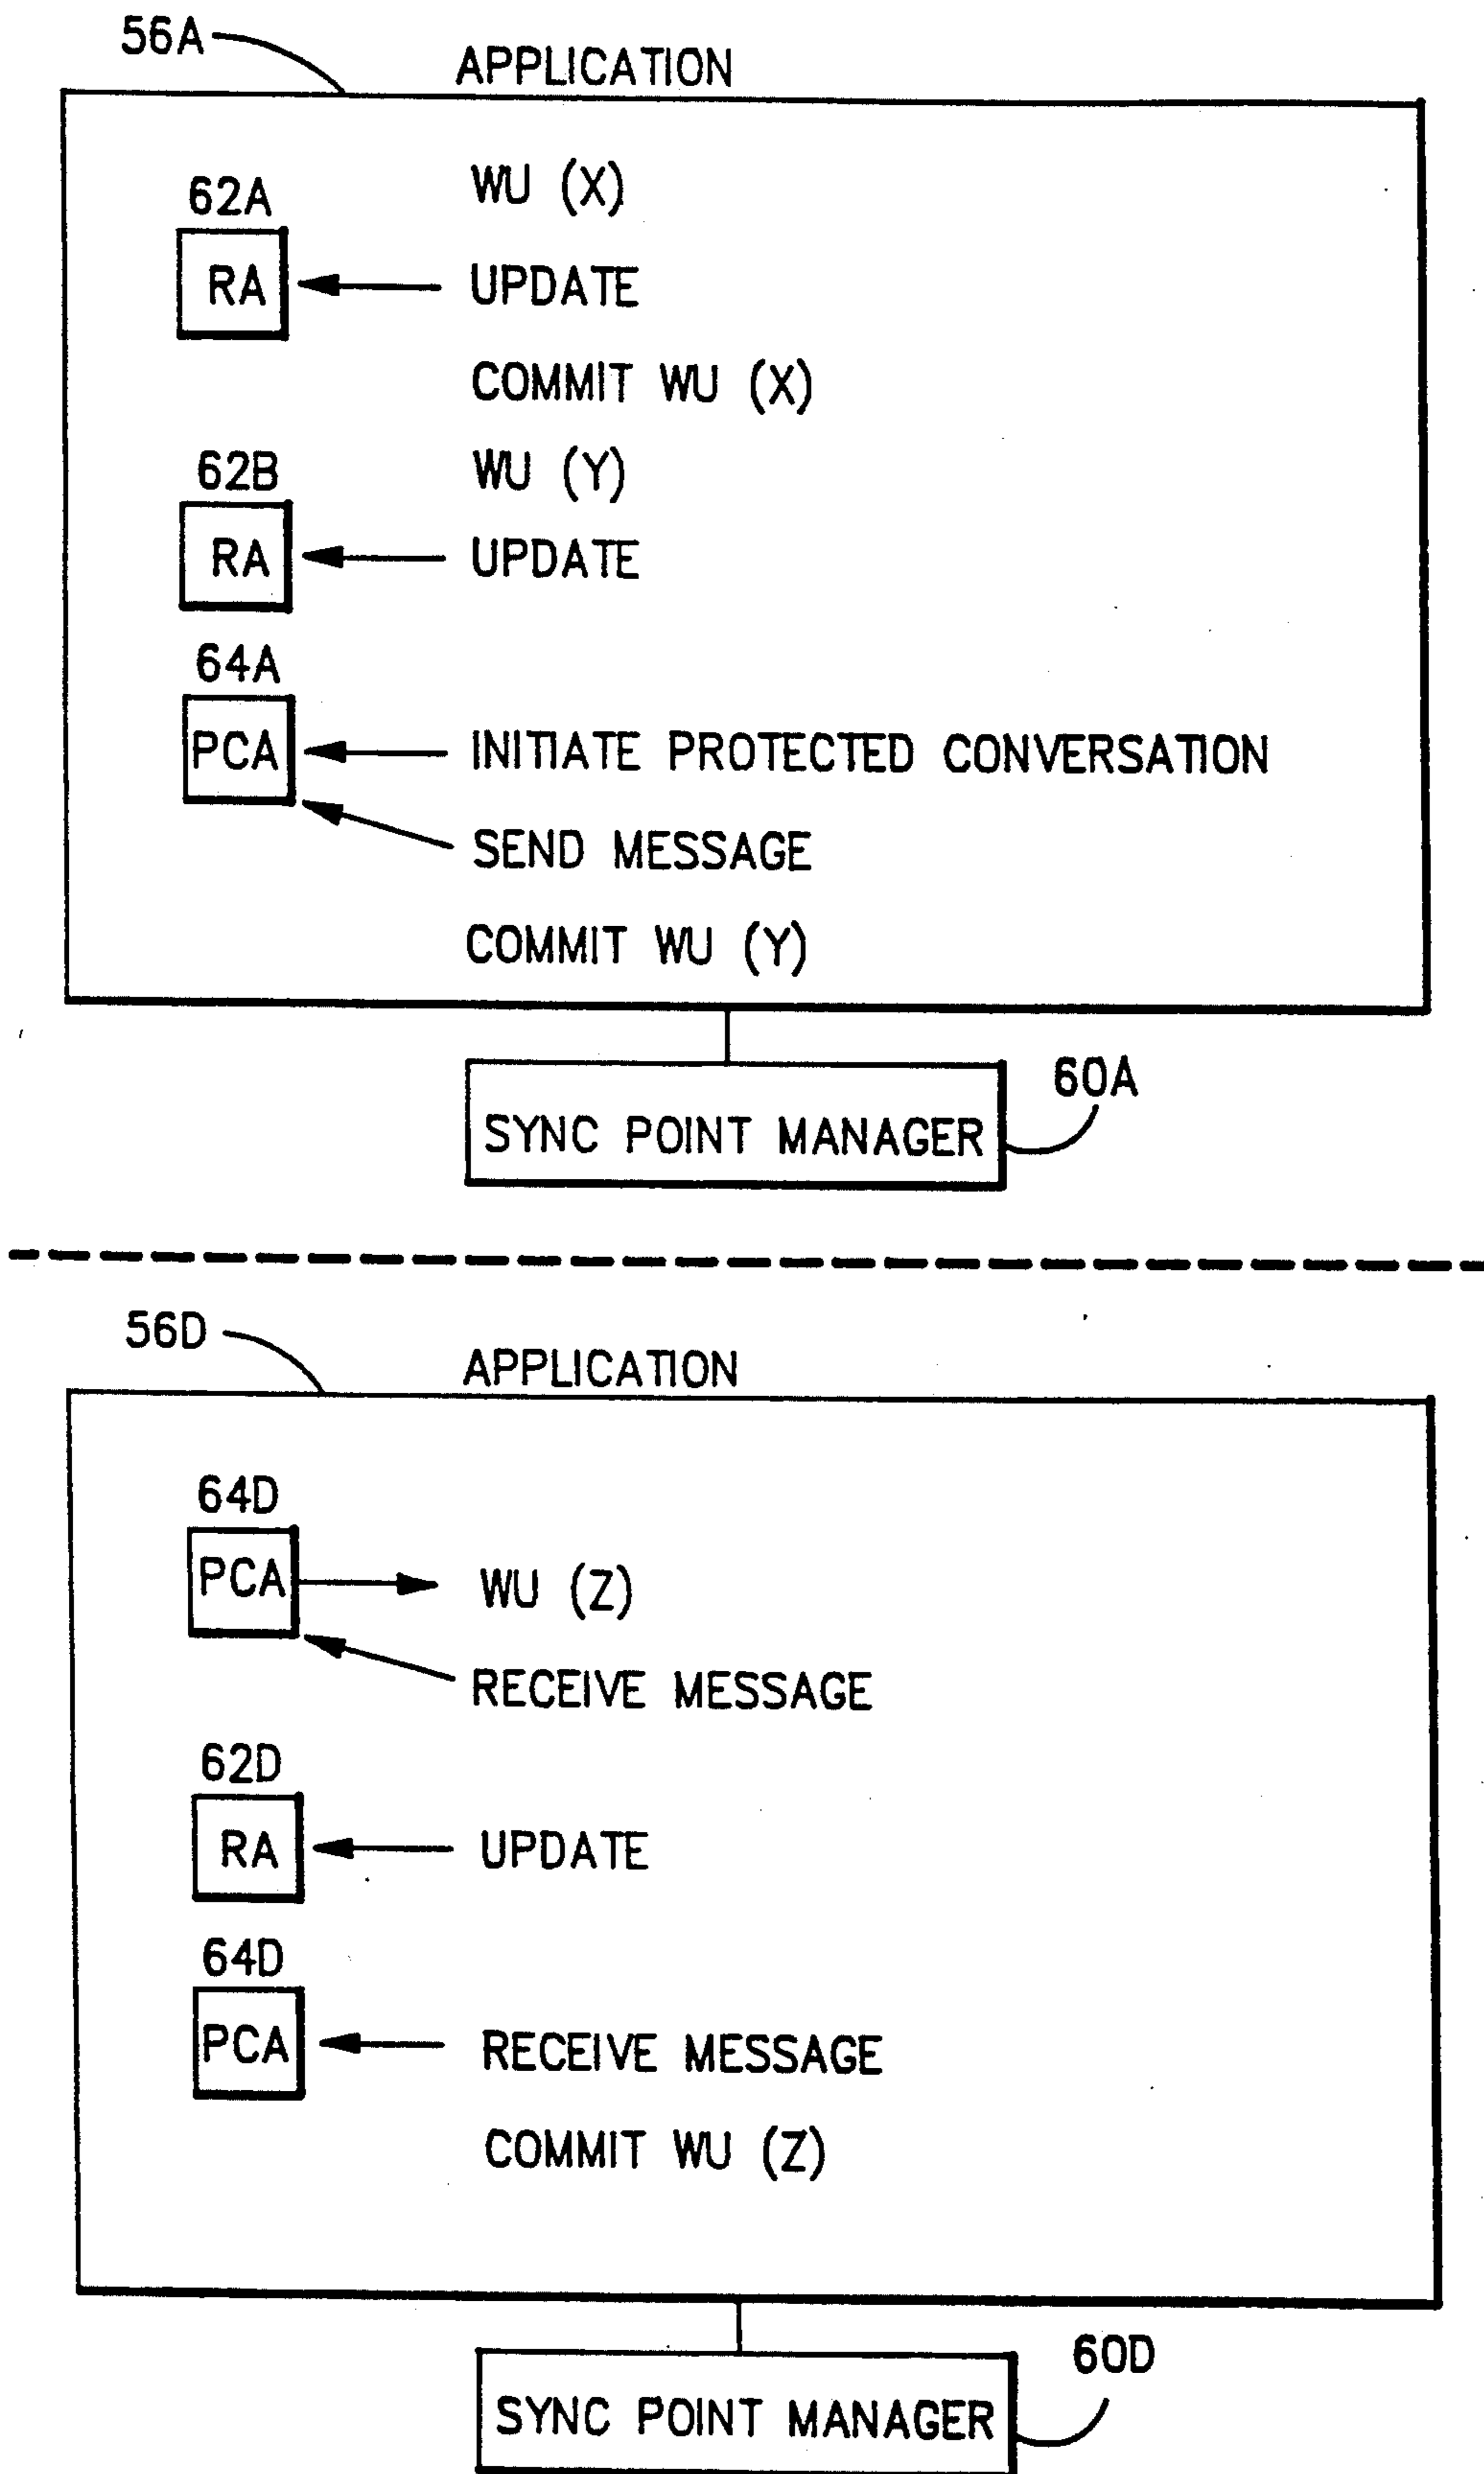 56A
APPLICATION
WU (X)
62A
RA
UPDATE
COMMIT WU (X)
62B
WU (Y)
RA
UPDATE
64A
PCA
INITIATE PROTECTED CONVERSATION
SEND MESSAGE
COMMIT WU (Y)
60A
SYNC POINT MANAGER
56D
APPLICATION
64D
PCA
WU (Z)
RECEIVE MESSAGE
62D
RA
UPDATE
64D
PCA
RECEIVE MESSAGE
COMMIT WU (Z)
60D
SYNC POINT MANAGER